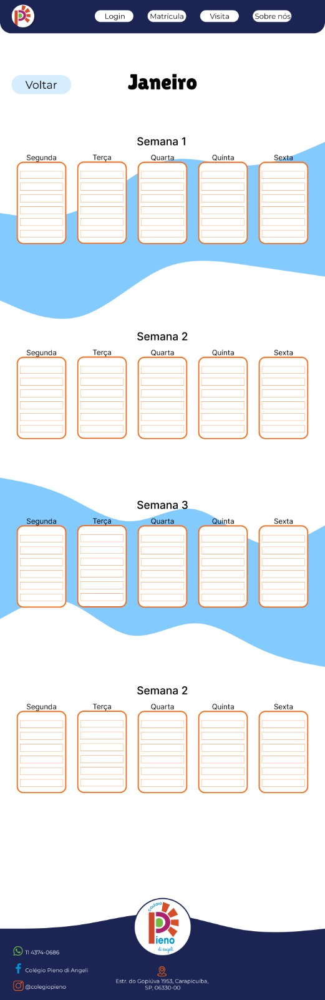 Login Matrícula Visita Sobre nós
Voltar
Janeiro
Semana 1
Segunda Terça Quarta Quinta Sexta
Semana 2
Segunda Terça Quarta Quinta Sexta
Semana 3
Segunda Terça Quarta Quinta Sexta
Semana 2
Segunda Terça Quarta Quinta Sexta
COLÉGIO
Pieno
di angeli
11 4374-0686
Colégio Pieno di Angeli
@colegiopieno
Estr. do Gopiúva 1953, Carapicuíba,
SP, 06330-00